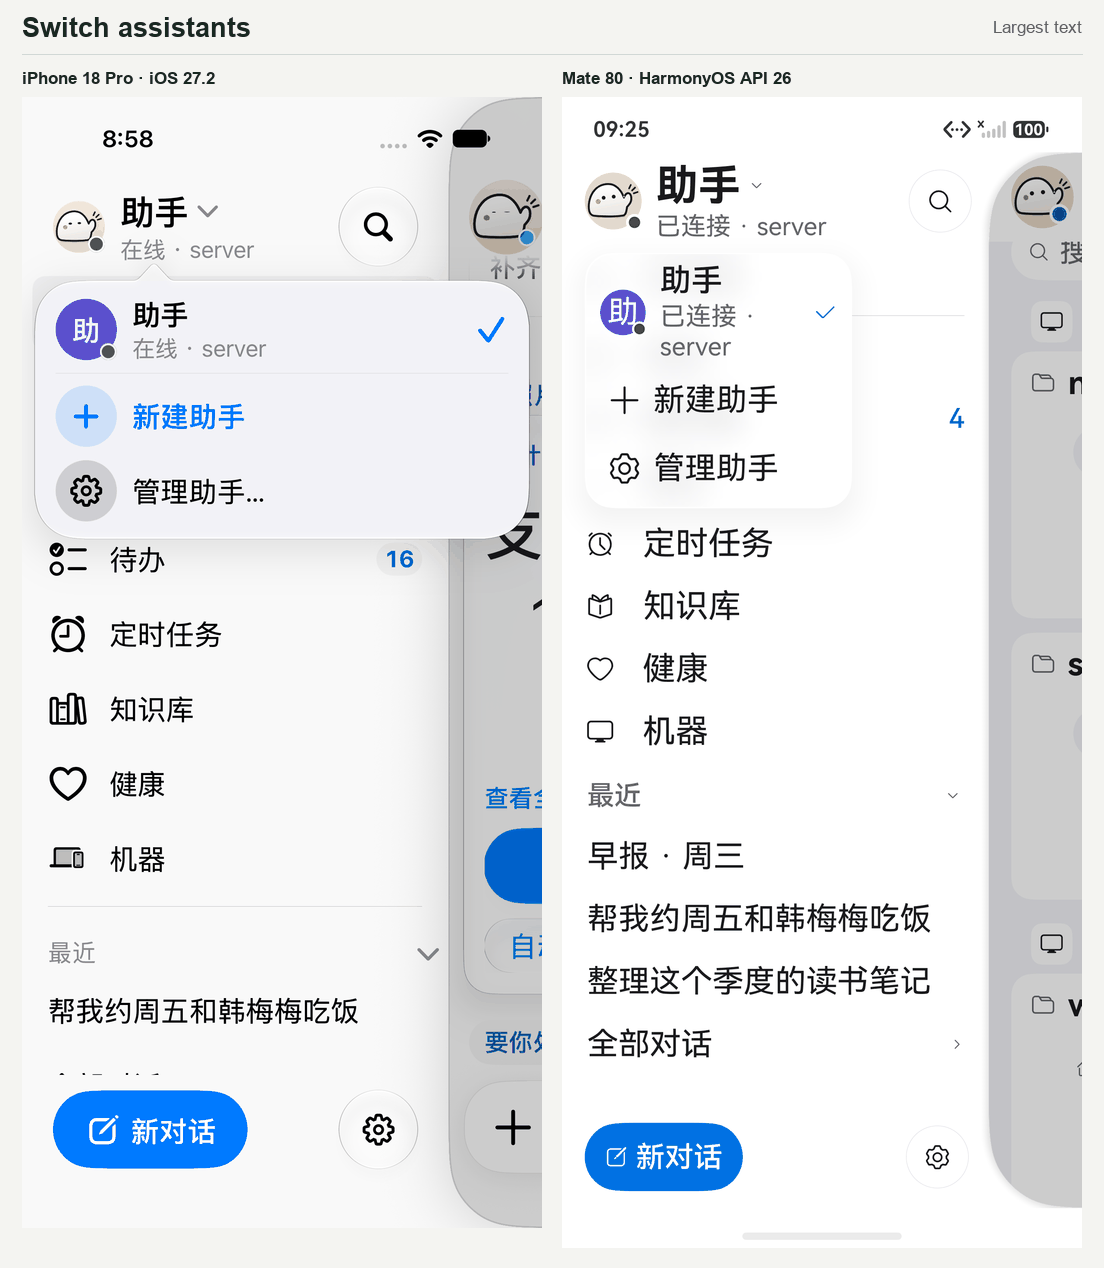 Switch assistants
Largest text
iPhone 18 Pro · iOS 27.2
8:58
助手
在线 · server
补齐
助
助手
在线 · server
新建助手
管理助手...
待办
16
定时任务
知识库
健康
机器
查看全
最近
自动
帮我约周五和韩梅梅吃饭
要你处
新对话
Mate 80 · HarmonyOS API 26
09:25
100
助手
已连接 · server
搜
助
助手
已连接 ·
server
新建助手
4
管理助手
定时任务
知识库
健康
机器
最近
早报 · 周三
帮我约周五和韩梅梅吃饭
整理这个季度的读书笔记
全部对话
新对话